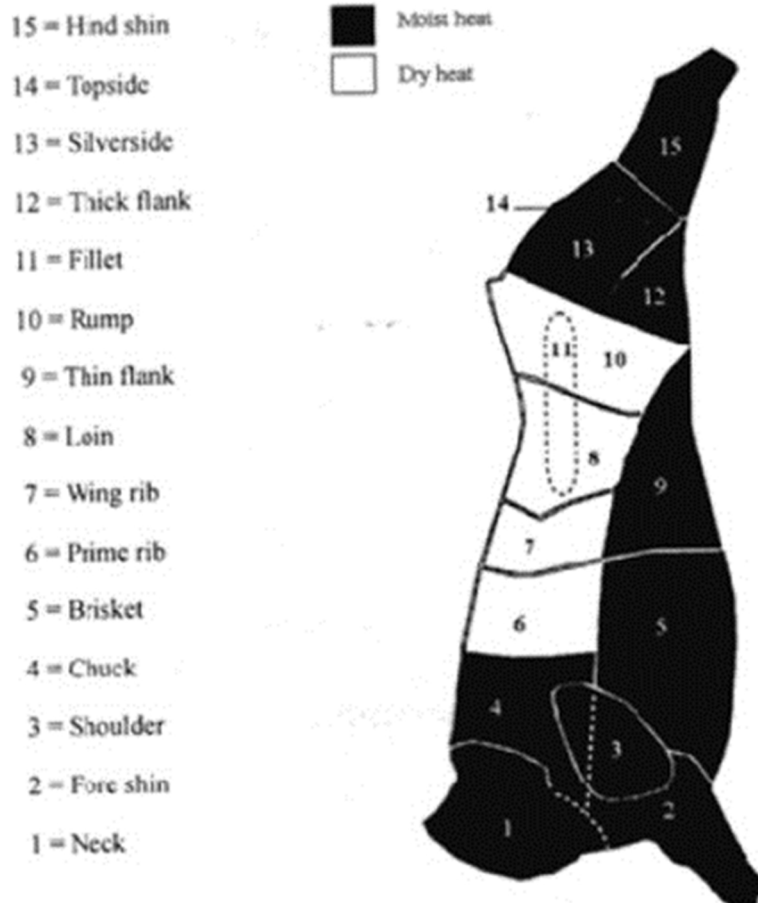 15 = Hind shin
14 = Topside
13 = Silverside
12 = Thick flank
11 = Fillet
10 = Rump
9 = Thin flank
8 = Loin
7 = Wing rib
6 = Prime rib
5 = Brisket
4 = Chuck
3 = Shoulder
2 = Fore shin
1 = Neck
Moist heat
Dry heat
15
14
13
12
11 10
8
9
7
6
5
4
3
2
1